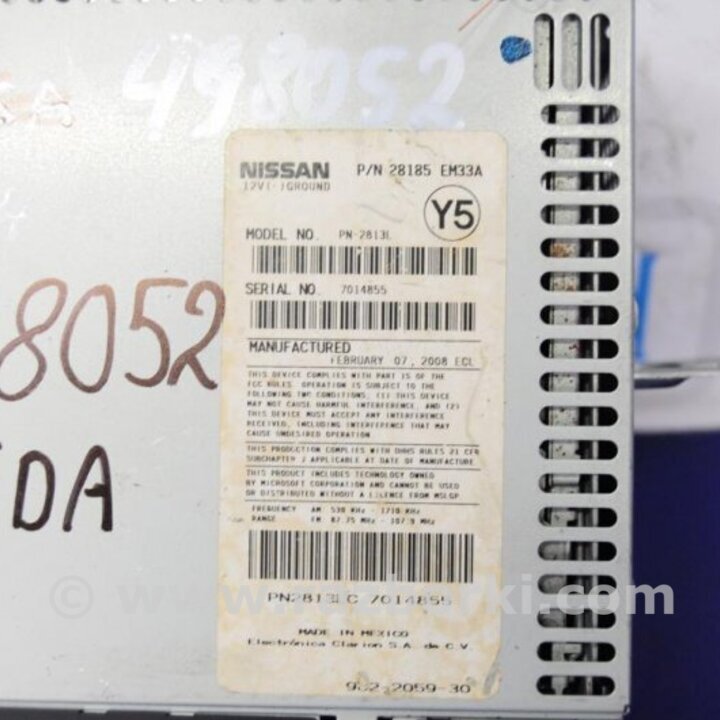 498052
NISSAN P/N 28185 EM33A
12V(-)GROUND
Y5
MODEL NO. PN-2813L
SERIAL NO. 7014855
MANUFACTURED
FEBRUARY 07, 2008 ECL
THIS DEVICE COMPLIES WITH PART 15 OF THE
FCC RULES. OPERATION IS SUBJECT TO THE
FOLLOWING TWO CONDITIONS, (1) THIS DEVICE
MAY NOT CAUSE HARMFUL INTERFERENCE, AND (2)
THIS DEVICE MUST ACCEPT ANY INTERFERENCE
RECEIVED, INCLUDING INTERFERENCE THAT MAY
CAUSE UNDESIRED OPERATION
THIS PRODUCTION COMPLIES WITH DHHS RULES 21 CFR
SUBCHAPTER J APPLICABLE AT DATE OF MANUFACTURE
THIS PRODUCT INCLUDES TECHNOLOGY OWNED
BY MICROSOFT CORPORATION AND CANNOT BE USED
OR DISTRIBUTED WITHOUT A LICENSE FROM MSLGP
FREQUENCY AM 530 KHz - 1710 KHz
RANGE FM 87.75 MHz - 107.9 MHz
PN2813LC 7014855
MADE IN MEXICO
Electrónica Clarion S.A. de C.V.
932-2059-30
8052
DA